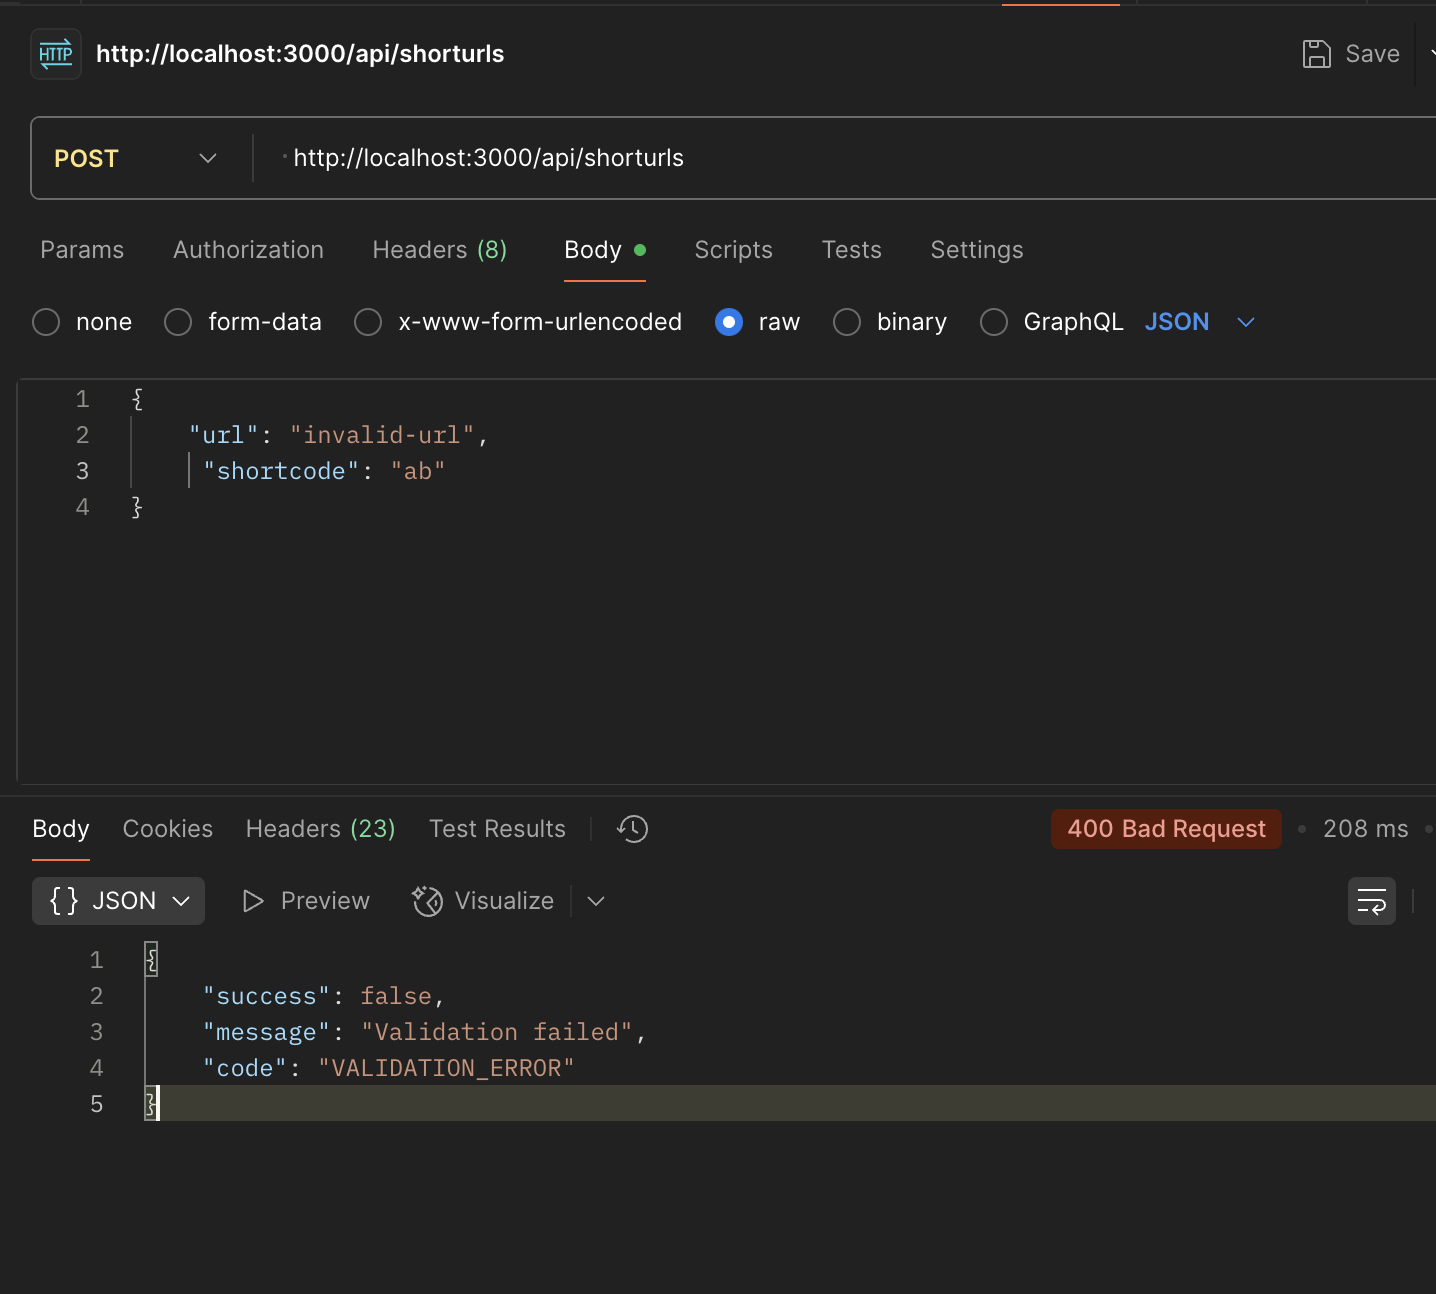 HTTP http://localhost:3000/api/shorturls Save
POST http://localhost:3000/api/shorturls
Params Authorization Headers (8) Body Scripts Tests Settings
none form-data x-www-form-urlencoded raw binary GraphQL JSON
1 {
2 "url": "invalid-url",
3 "shortcode": "ab"
4 }
Body Cookies Headers (23) Test Results 400 Bad Request • 208 ms •
{} JSON Preview Visualize
1 {
2 "success": false,
3 "message": "Validation failed",
4 "code": "VALIDATION_ERROR"
5 }